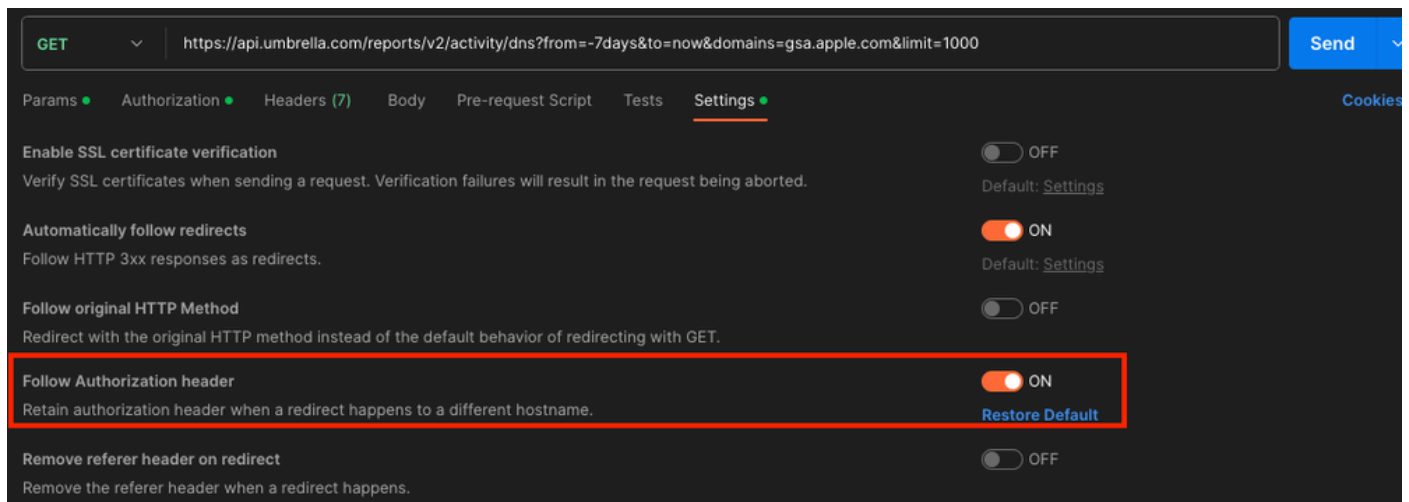 GET https://api.umbrella.com/reports/v2/activity/dns?from=-7days&to=now&domains=gsa.apple.com&limit=1000 Send
Params Authorization Headers (7) Body Pre-request Script Tests Settings Cookies
Enable SSL certificate verification OFF
Verify SSL certificates when sending a request. Verification failures will result in the request being aborted. Default: Settings
Automatically follow redirects ON
Follow HTTP 3xx responses as redirects. Default: Settings
Follow original HTTP Method OFF
Redirect with the original HTTP method instead of the default behavior of redirecting with GET.
Follow Authorization header ON
Retain authorization header when a redirect happens to a different hostname. Restore Default
Remove referer header on redirect OFF
Remove the referer header when a redirect happens.